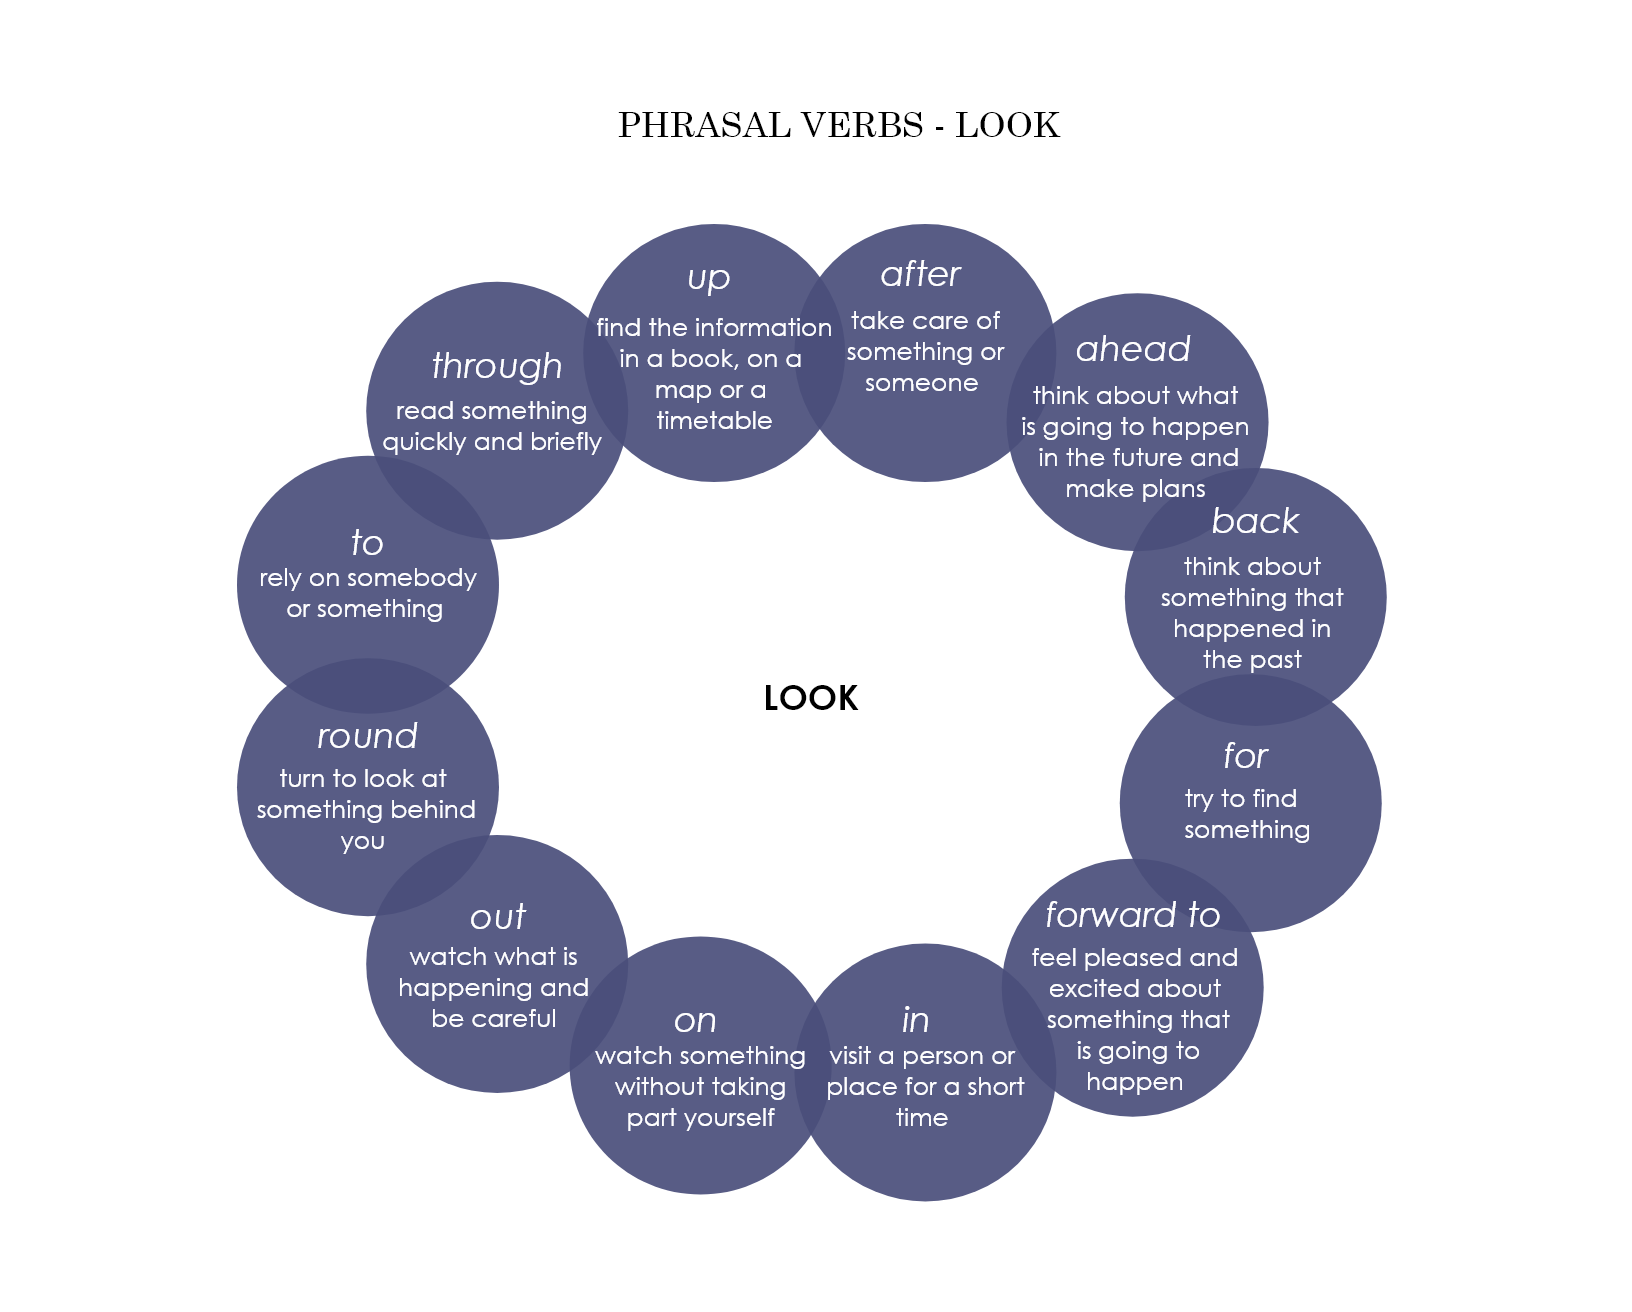 PHRASAL VERBS - LOOK
up
find the information
in a book, on a
map or a
timetable
after
take care of
something or
someone
ahead
think about what
is going to happen
in the future and
make plans
back
think about
something that
happened in
the past
for
try to find
something
forward to
feel pleased and
excited about
something that
is going to
happen
in
visit a person or
place for a short
time
on
watch something
without taking
part yourself
out
watch what is
happening and
be careful
round
turn to look at
something behind
you
to
rely on somebody
or something
through
read something
quickly and briefly
LOOK